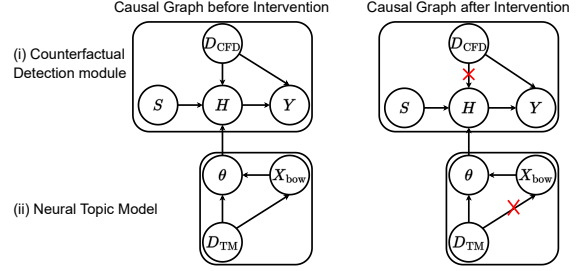 Causal Graph before Intervention
Causal Graph after Intervention
(i) Counterfactual
Detection module
D_CFD
S
H
Y
θ
X_bow
D_TM
D_CFD
S
H
Y
θ
X_bow
D_TM
(ii) Neural Topic Model